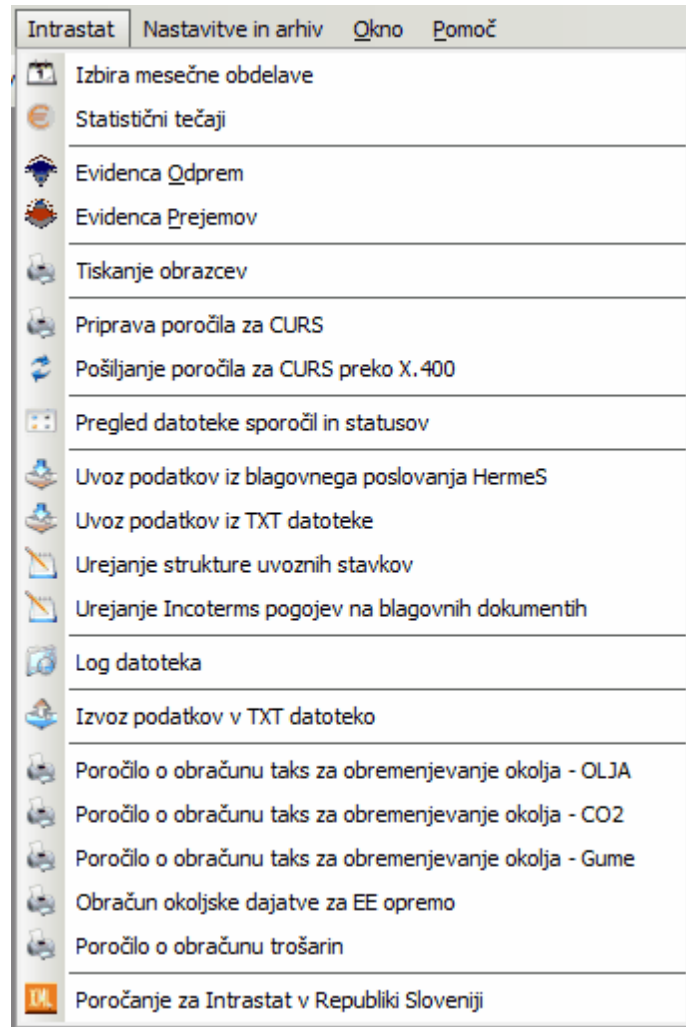 Intrastat Nastavitve in arhiv Okno Pomoč
Izbira mesečne obdelave
Statistični tečaji
Evidenca Odprem
Evidenca Prejemov
Tiskanje obrazcev
Priprava poročila za CURS
Pošiljanje poročila za CURS preko X.400
Pregled datoteke sporočil in statusov
Uvoz podatkov iz blagovnega poslovanja HermeS
Uvoz podatkov iz TXT datoteke
Urejanje strukture uvoznih stavkov
Urejanje Incoterms pogojev na blagovnih dokumentih
Log datoteka
Izvoz podatkov v TXT datoteko
Poročilo o obračunu taks za obremenjevanje okolja - OLJA
Poročilo o obračunu taks za obremenjevanje okolja - CO2
Poročilo o obračunu taks za obremenjevanje okolja - Gume
Obračun okoljske dajatve za EE opremo
Poročilo o obračunu trošarin
XML Poročanje za Intrastat v Republiki Sloveniji